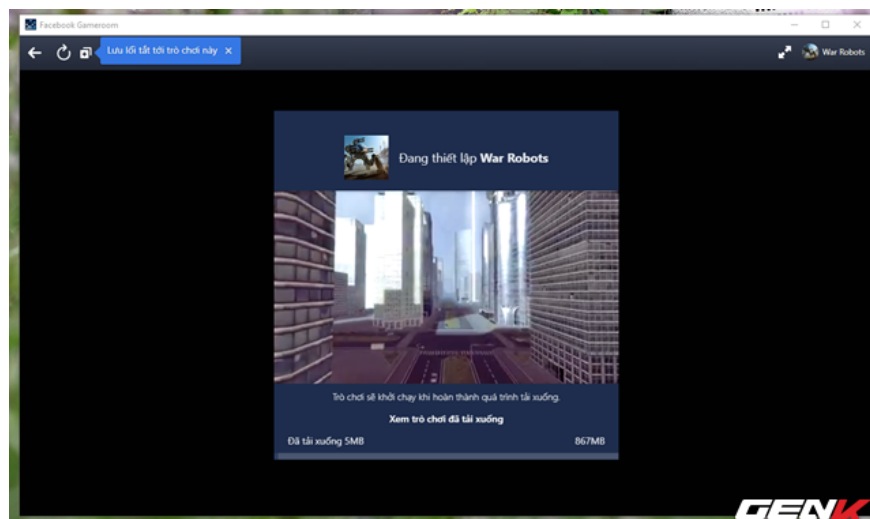 Facebook Gameroom
Lưu lối tắt tới trò chơi này ×
War Robots
Đang thiết lập War Robots
Trò chơi sẽ khởi chạy khi hoàn thành quá trình tải xuống.
Xem trò chơi đã tải xuống
Đã tải xuống 5MB
867MB
GENK